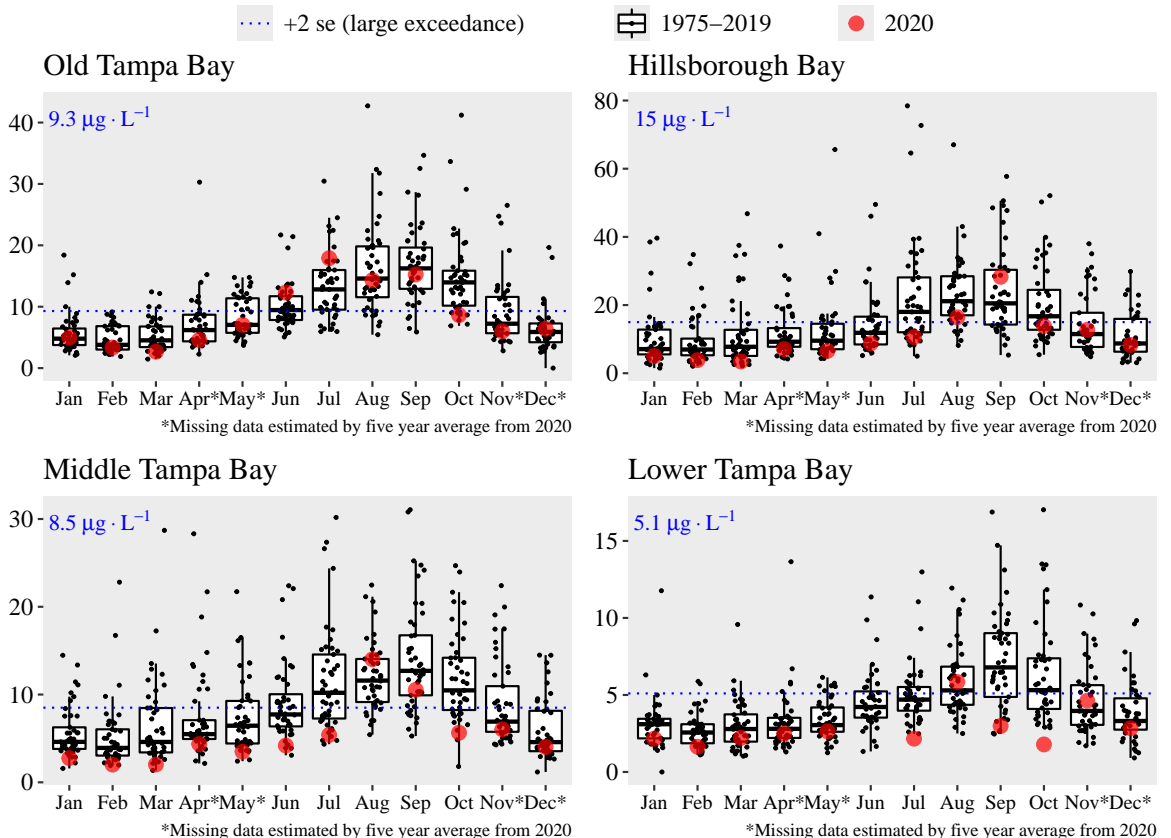 +2 se (large exceedance) 1975−2019 2020
Old Tampa Bay
9.3 μg · L−1
40
30
20
10
0
Jan Feb Mar Apr* May* Jun Jul Aug Sep Oct Nov* Dec*
*Missing data estimated by five year average from 2020
Hillsborough Bay
15 μg · L−1
80
60
40
20
0
Jan Feb Mar Apr* May* Jun Jul Aug Sep Oct Nov* Dec*
*Missing data estimated by five year average from 2020
Middle Tampa Bay
8.5 μg · L−1
30
20
10
0
Jan Feb Mar Apr* May* Jun Jul Aug Sep Oct Nov* Dec*
*Missing data estimated by five year average from 2020
Lower Tampa Bay
5.1 μg · L−1
15
10
5
0
Jan Feb Mar Apr* May* Jun Jul Aug Sep Oct Nov* Dec*
*Missing data estimated by five year average from 2020